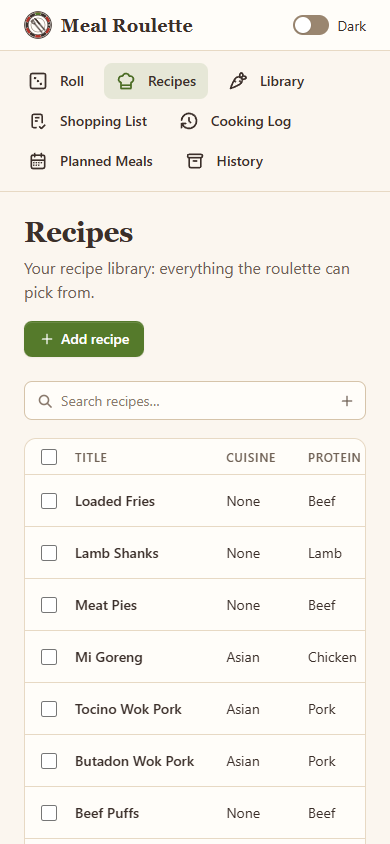 Meal Roulette
Dark
Roll
Recipes
Library
Shopping List
Cooking Log
Planned Meals
History
Recipes
Your recipe library: everything the roulette can
pick from.
+ Add recipe
Search recipes... +
TITLE CUISINE PROTEIN
Loaded Fries None Beef
Lamb Shanks None Lamb
Meat Pies None Beef
Mi Goreng Asian Chicken
Tocino Wok Pork Asian Pork
Butadon Wok Pork Asian Pork
Beef Puffs None Beef